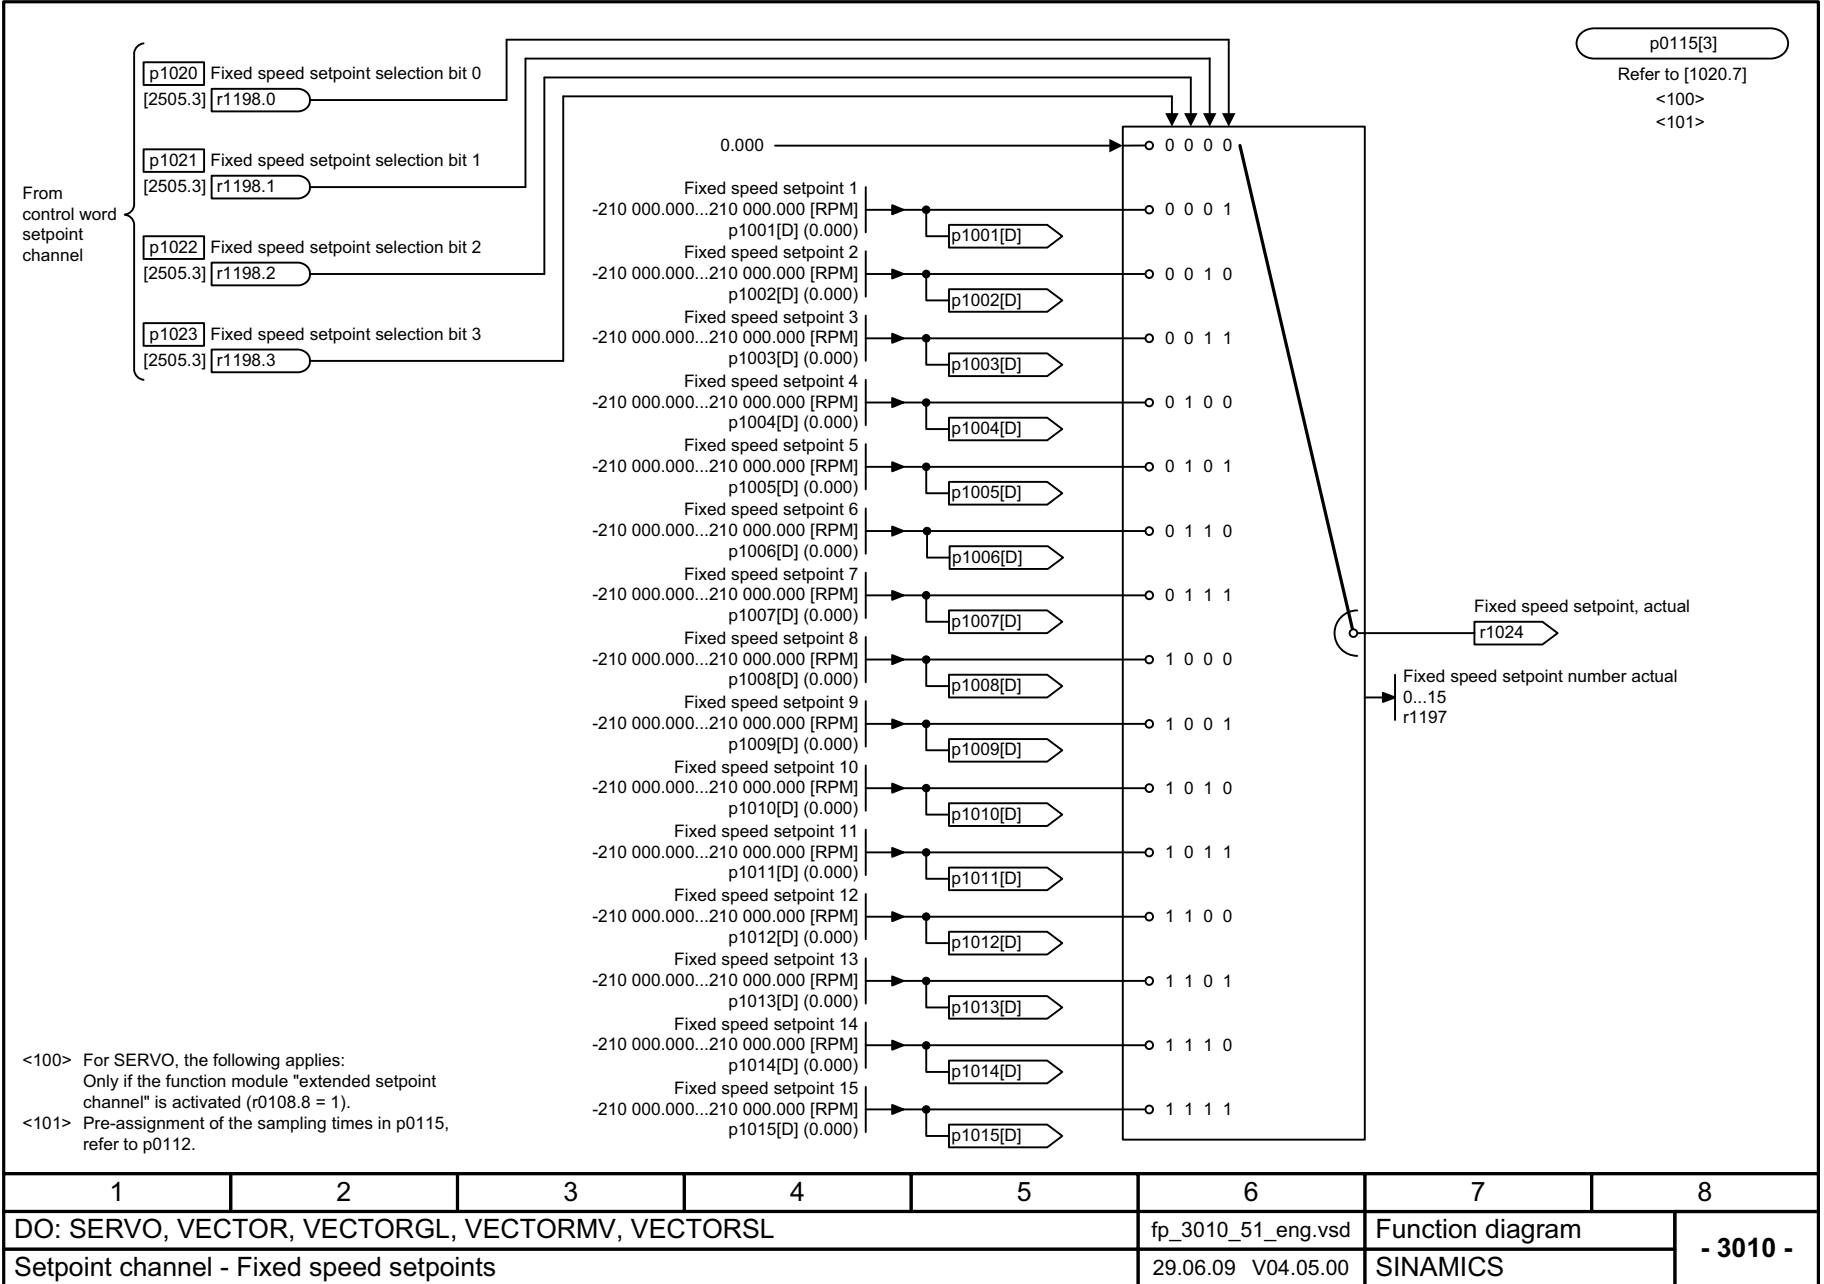 p1020 Fixed speed setpoint selection bit 0
[2505.3] r1198.0
p1021 Fixed speed setpoint selection bit 1
[2505.3] r1198.1
From
control word
setpoint
channel
p1022 Fixed speed setpoint selection bit 2
[2505.3] r1198.2
p1023 Fixed speed setpoint selection bit 3
[2505.3] r1198.3
p0115[3]
Refer to [1020.7]
<100>
<101>
0.000 0 0 0 0
Fixed speed setpoint 1
-210 000.000...210 000.000 [RPM] 0 0 0 1
p1001[D] (0.000) p1001[D]
Fixed speed setpoint 2
-210 000.000...210 000.000 [RPM] 0 0 1 0
p1002[D] (0.000) p1002[D]
Fixed speed setpoint 3
-210 000.000...210 000.000 [RPM] 0 0 1 1
p1003[D] (0.000) p1003[D]
Fixed speed setpoint 4
-210 000.000...210 000.000 [RPM] 0 1 0 0
p1004[D] (0.000) p1004[D]
Fixed speed setpoint 5
-210 000.000...210 000.000 [RPM] 0 1 0 1
p1005[D] (0.000) p1005[D]
Fixed speed setpoint 6
-210 000.000...210 000.000 [RPM] 0 1 1 0
p1006[D] (0.000) p1006[D]
Fixed speed setpoint 7
-210 000.000...210 000.000 [RPM] 0 1 1 1
p1007[D] (0.000) p1007[D]
Fixed speed setpoint 8
-210 000.000...210 000.000 [RPM] 1 0 0 0
p1008[D] (0.000) p1008[D]
Fixed speed setpoint 9
-210 000.000...210 000.000 [RPM] 1 0 0 1
p1009[D] (0.000) p1009[D]
Fixed speed setpoint 10
-210 000.000...210 000.000 [RPM] 1 0 1 0
p1010[D] (0.000) p1010[D]
Fixed speed setpoint 11
-210 000.000...210 000.000 [RPM] 1 0 1 1
p1011[D] (0.000) p1011[D]
Fixed speed setpoint 12
-210 000.000...210 000.000 [RPM] 1 1 0 0
p1012[D] (0.000) p1012[D]
Fixed speed setpoint 13
-210 000.000...210 000.000 [RPM] 1 1 0 1
p1013[D] (0.000) p1013[D]
Fixed speed setpoint 14
-210 000.000...210 000.000 [RPM] 1 1 1 0
p1014[D] (0.000) p1014[D]
Fixed speed setpoint 15
-210 000.000...210 000.000 [RPM] 1 1 1 1
p1015[D] (0.000) p1015[D]
Fixed speed setpoint, actual
r1024
Fixed speed setpoint number actual
0...15
r1197
<100> For SERVO, the following applies:
Only if the function module "extended setpoint
channel" is activated (r0108.8 = 1).
<101> Pre-assignment of the sampling times in p0115,
refer to p0112.
1 2 3 4 5 6 7 8
DO: SERVO, VECTOR, VECTORGL, VECTORMV, VECTORSL fp_3010_51_eng.vsd Function diagram
- 3010 -
Setpoint channel - Fixed speed setpoints 29.06.09 V04.05.00 SINAMICS